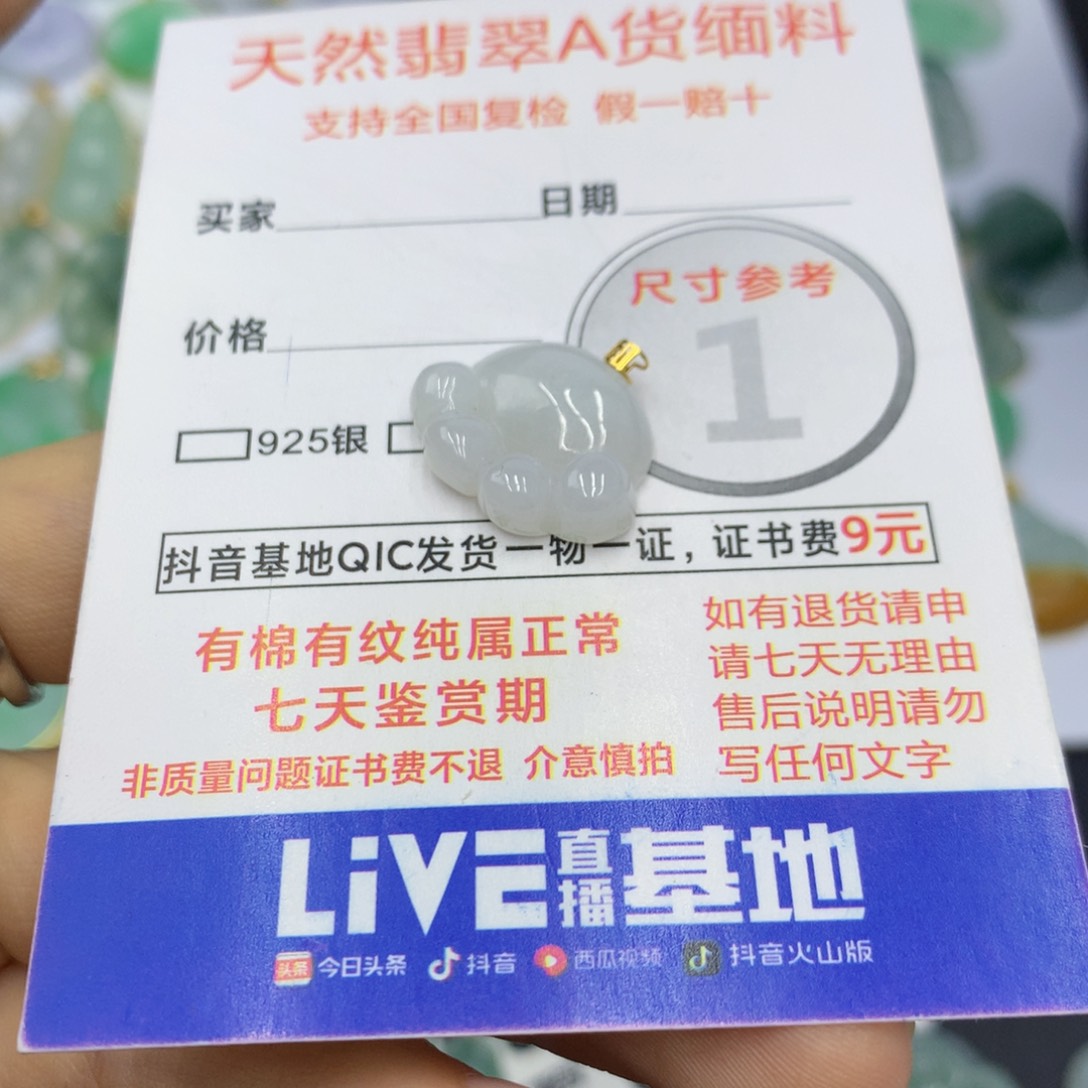 天然翡翠A货缅料
支持全国复检 假一赔十
买家 日期
尺寸参考
1
价格
925银
抖音基地QIC发货一物一证，证书费9元
有棉有纹纯属正常
七天鉴赏期
非质量问题证书费不退 介意慎拍
如有退货请申
请七天无理由
售后说明请勿
写任何文字
LiVE直播基地
头条 今日头条 抖音 西瓜视频 抖音火山版